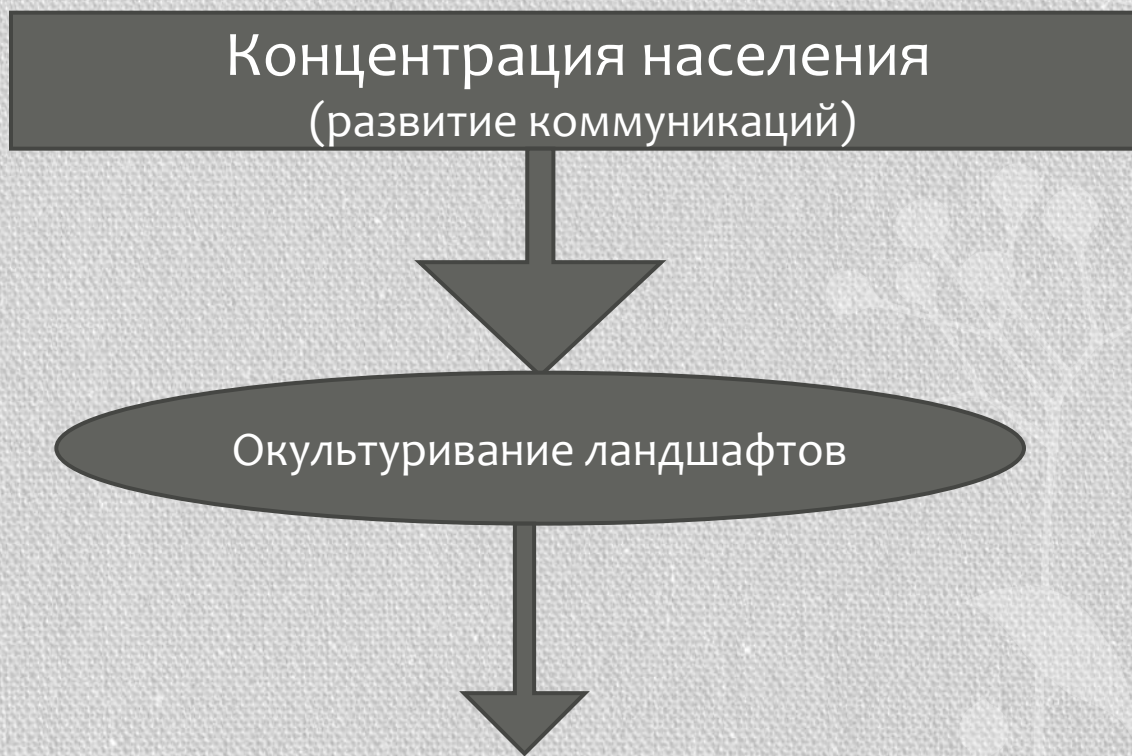 Концентрация населения
(развитие коммуникаций)
Окультуривание ландшафтов